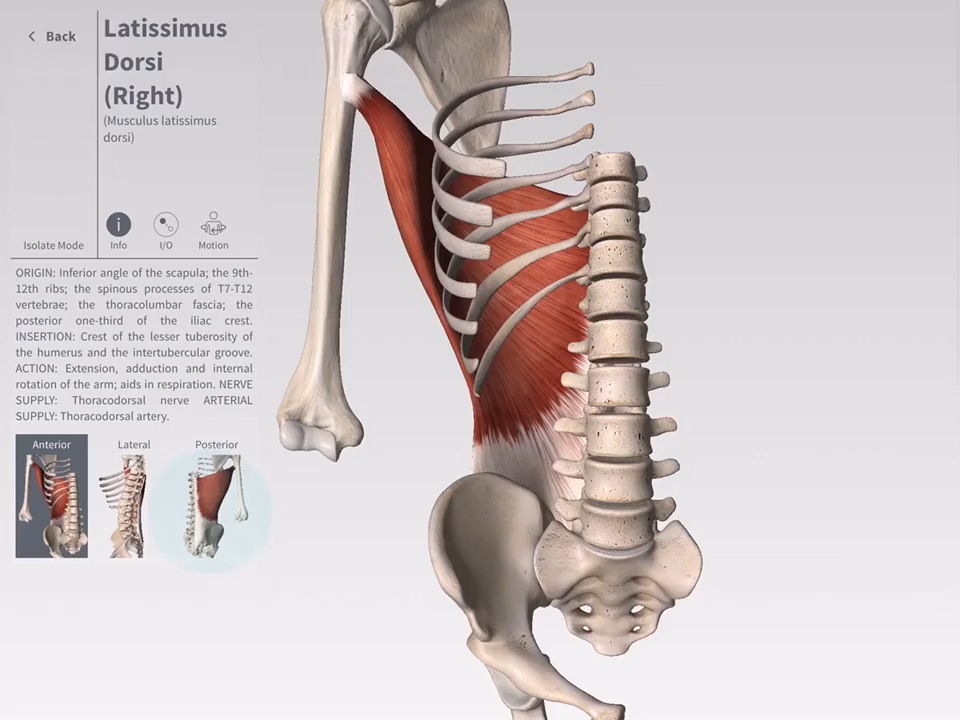 Back
Latissimus
Dorsi
(Right)
(Musculus latissimus
dorsi)
Isolate Mode
i
Info
I/O
Motion
ORIGIN: Inferior angle of the scapula; the 9th-
12th ribs; the spinous processes of T7-T12
vertebrae; the thoracolumbar fascia; the
posterior one-third of the iliac crest.
INSERTION: Crest of the lesser tuberosity of
the humerus and the intertubercular groove.
ACTION: Extension, adduction and internal
rotation of the arm; aids in respiration. NERVE
SUPPLY: Thoracodorsal nerve ARTERIAL
SUPPLY: Thoracodorsal artery.
Anterior
Lateral
Posterior